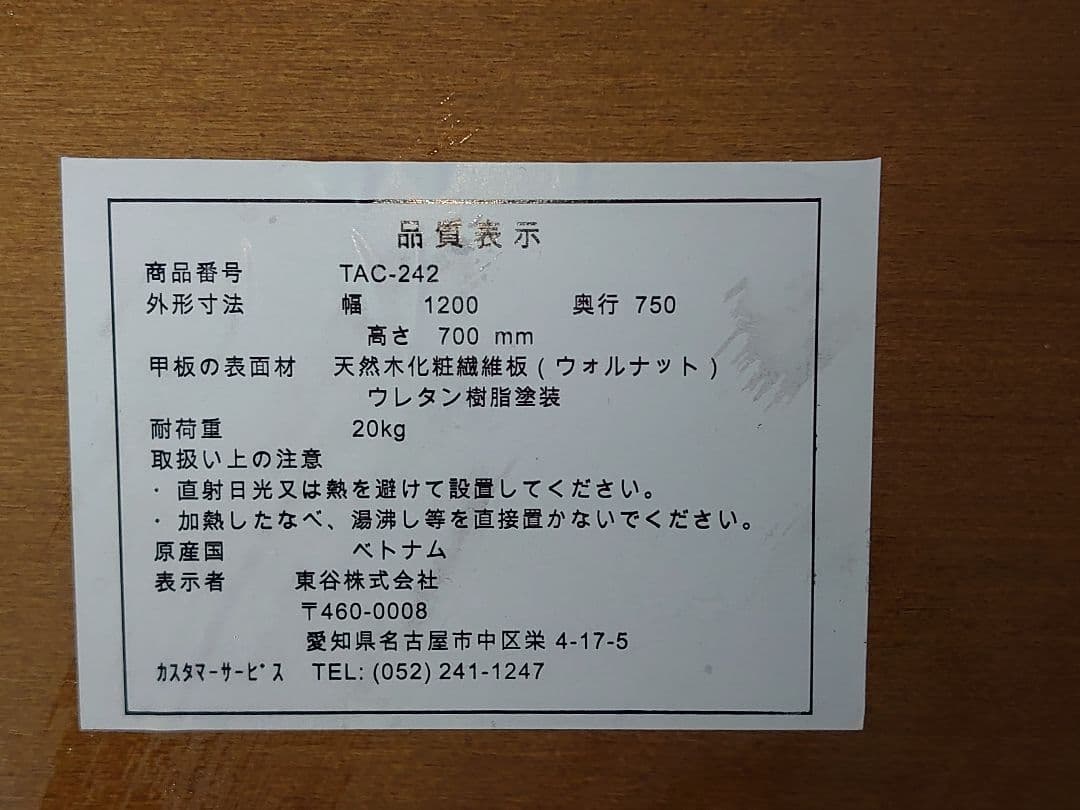 品質表示
商品番号 TAC-242
外形寸法 幅 1200 奥行 750
高さ 700 mm
甲板の表面材 天然木化粧繊維板(ウォルナット)
ウレタン樹脂塗装
耐荷重 20kg
取扱い上の注意
・直射日光又は熱を避けて設置してください。
・加熱したなべ、湯沸し等を直接置かないでください。
原産国 ベトナム
表示者 東谷株式会社
〒460-0008
愛知県名古屋市中区栄 4-17-5
ｶｽﾀﾏｰｻｰﾋﾞｽ TEL: (052) 241-1247